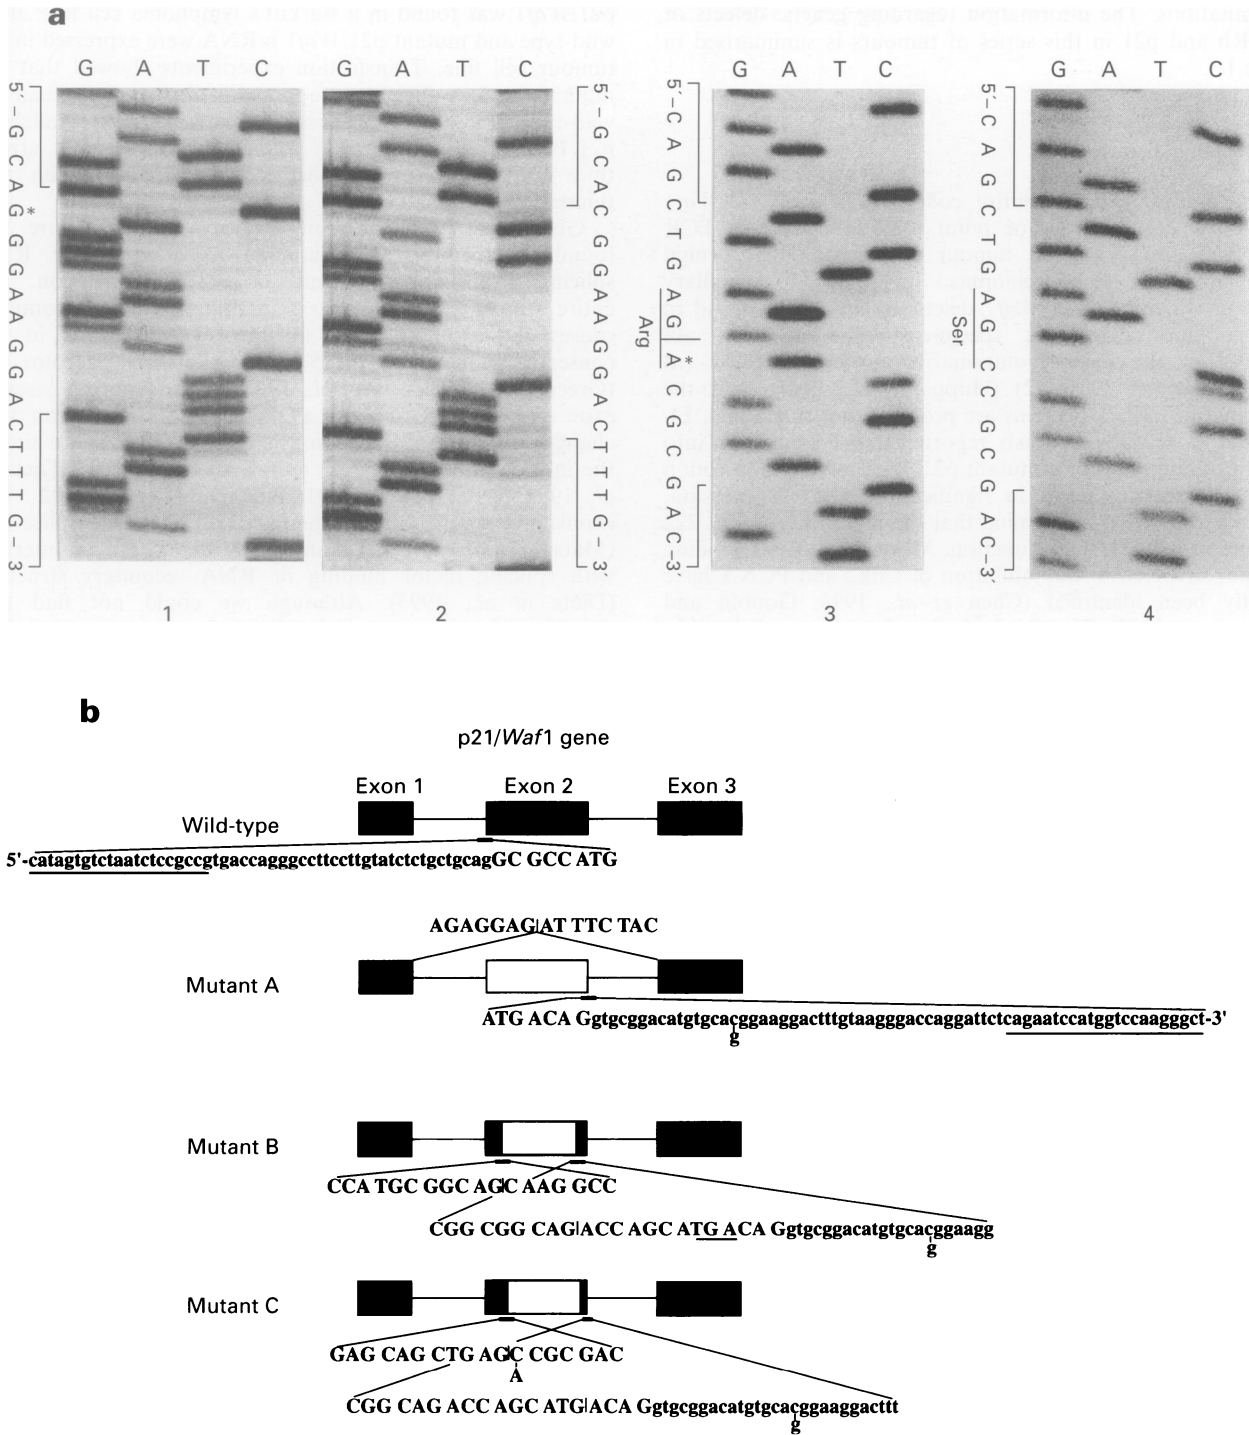 a
G A T C
G A T C
G A T C
G A T C
5´–G C A G* G G A A G G A C T T G–3´
5´–G C A C G G A A G G A C T T G–3´
5´–C A G C T G A G A* C G C G A C–3´
Arg
5´–C A G C T G A G C C G C G A C–3´
Ser
1 2 3 4
b
p21/Waf1 gene
Exon 1 Exon 2 Exon 3
Wild-type
5'-catagtgtctaatctccgccgtgaccagggccttccttgtatctctgctgcagGC GCC ATG
AGAGGAG|AT TTC TAC
Mutant A
ATG ACA Ggtgcggacatgtgcacggaaggactttgtaagggaccaggattctcagaatccatggtccaagggct-3'
g
Mutant B
CCA TGC GGC AG|C AAG GCC
CGG CGG CAG|ACC AGC ATG ACA Ggtgcggacatgtgcacggaagg
g
Mutant C
GAG CAG CTG AG|C CGC GAC
A
CGG CAG ACC AGC ATG|ACA Ggtgcggacatgtgcacggaaggacttt
g